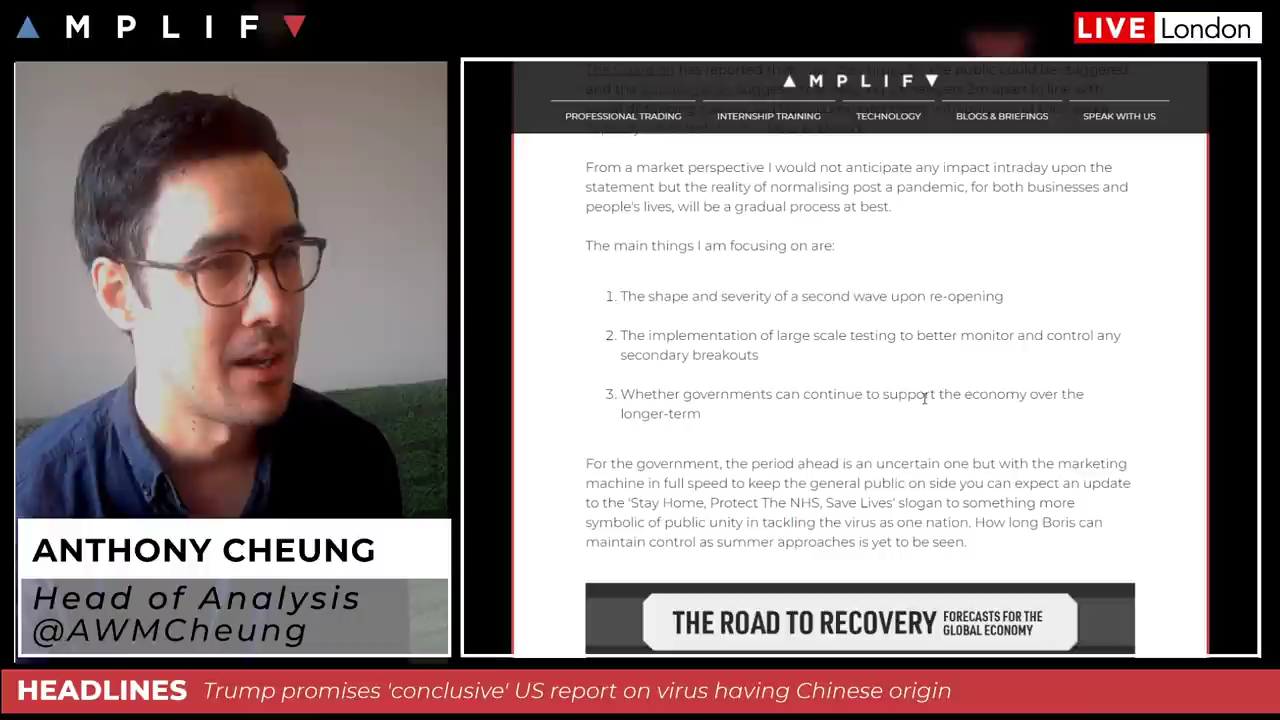 AMPLIFY
LIVE London
AMPLIFY
PROFESSIONAL TRADING INTERNSHIP TRAINING TECHNOLOGY BLOGS & BRIEFINGS SPEAK WITH US
From a market perspective I would not anticipate any impact intraday upon the
statement but the reality of normalising post a pandemic, for both businesses and
people's lives, will be a gradual process at best.
The main things I am focusing on are:
1. The shape and severity of a second wave upon re-opening
2. The implementation of large scale testing to better monitor and control any
secondary breakouts
3. Whether governments can continue to support the economy over the
longer-term
For the government, the period ahead is an uncertain one but with the marketing
machine in full speed to keep the general public on side you can expect an update
to the 'Stay Home, Protect The NHS, Save Lives' slogan to something more
symbolic of public unity in tackling the virus as one nation. How long Boris can
maintain control as summer approaches is yet to be seen.
THE ROAD TO RECOVERY FORECASTS FOR THE
GLOBAL ECONOMY
ANTHONY CHEUNG
Head of Analysis
@AWMCheung
HEADLINES Trump promises 'conclusive' US report on virus having Chinese origin